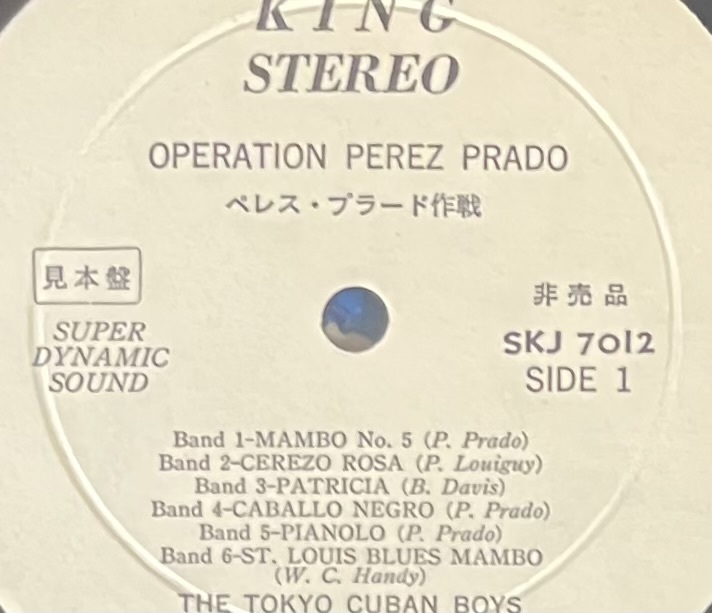 KING
STEREO
OPERATION PEREZ PRADO
ペレス・プラード作戦
見本盤
SUPER
DYNAMIC
SOUND
非売品
SKJ 7012
SIDE 1
Band 1-MAMBO No. 5 (P. Prado)
Band 2-CEREZO ROSA (P. Louiguy)
Band 3-PATRICIA (B. Davis)
Band 4-CABALLO NEGRO (P. Prado)
Band 5-PIANOLO (P. Prado)
Band 6-ST. LOUIS BLUES MAMBO
(W. C. Handy)
THE TOKYO CUBAN BOYS